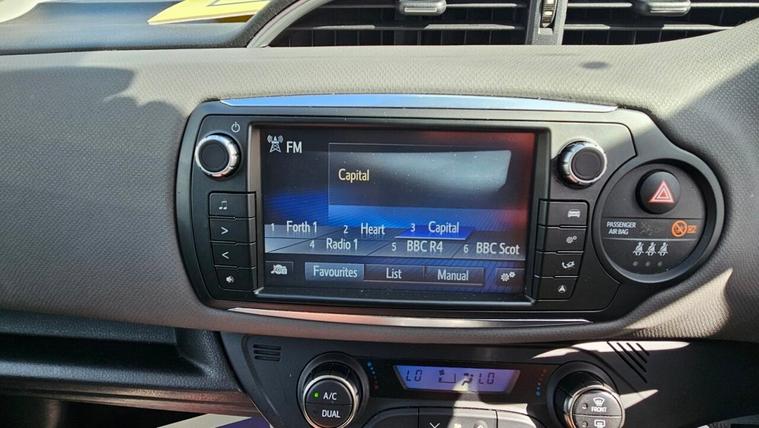 FM
Capital
1 Forth 1 2 Heart 3 Capital
4 Radio 1 5 BBC R4 6 BBC Scot
Favourites List Manual
PASSENGER
AIR BAG
LO LO
A/C
DUAL
FRONT